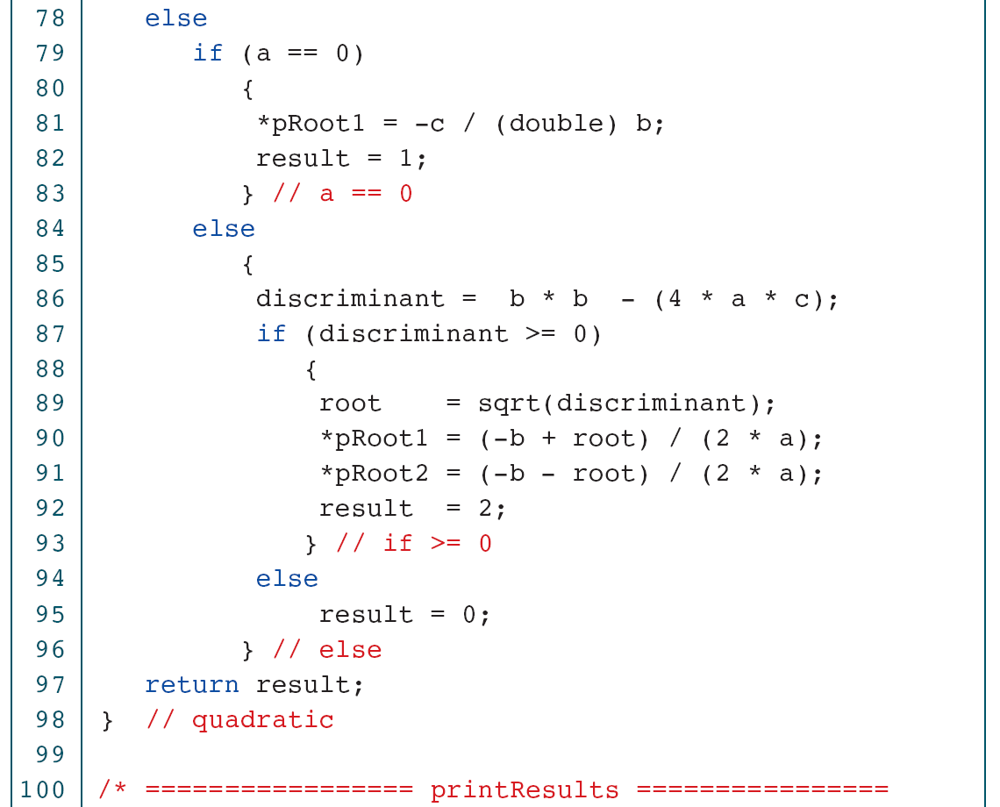 78 else
79 if (a == 0)
80 {
81 *pRoot1 = -c / (double) b;
82 result = 1;
83 } // a == 0
84 else
85 {
86 discriminant =  b * b  - (4 * a * c);
87 if (discriminant >= 0)
88 {
89 root    = sqrt(discriminant);
90 *pRoot1 = (-b + root) / (2 * a);
91 *pRoot2 = (-b - root) / (2 * a);
92 result  = 2;
93 } // if >= 0
94 else
95 result = 0;
96 } // else
97 return result;
98 }  // quadratic
99
100 /* ================= printResults ================